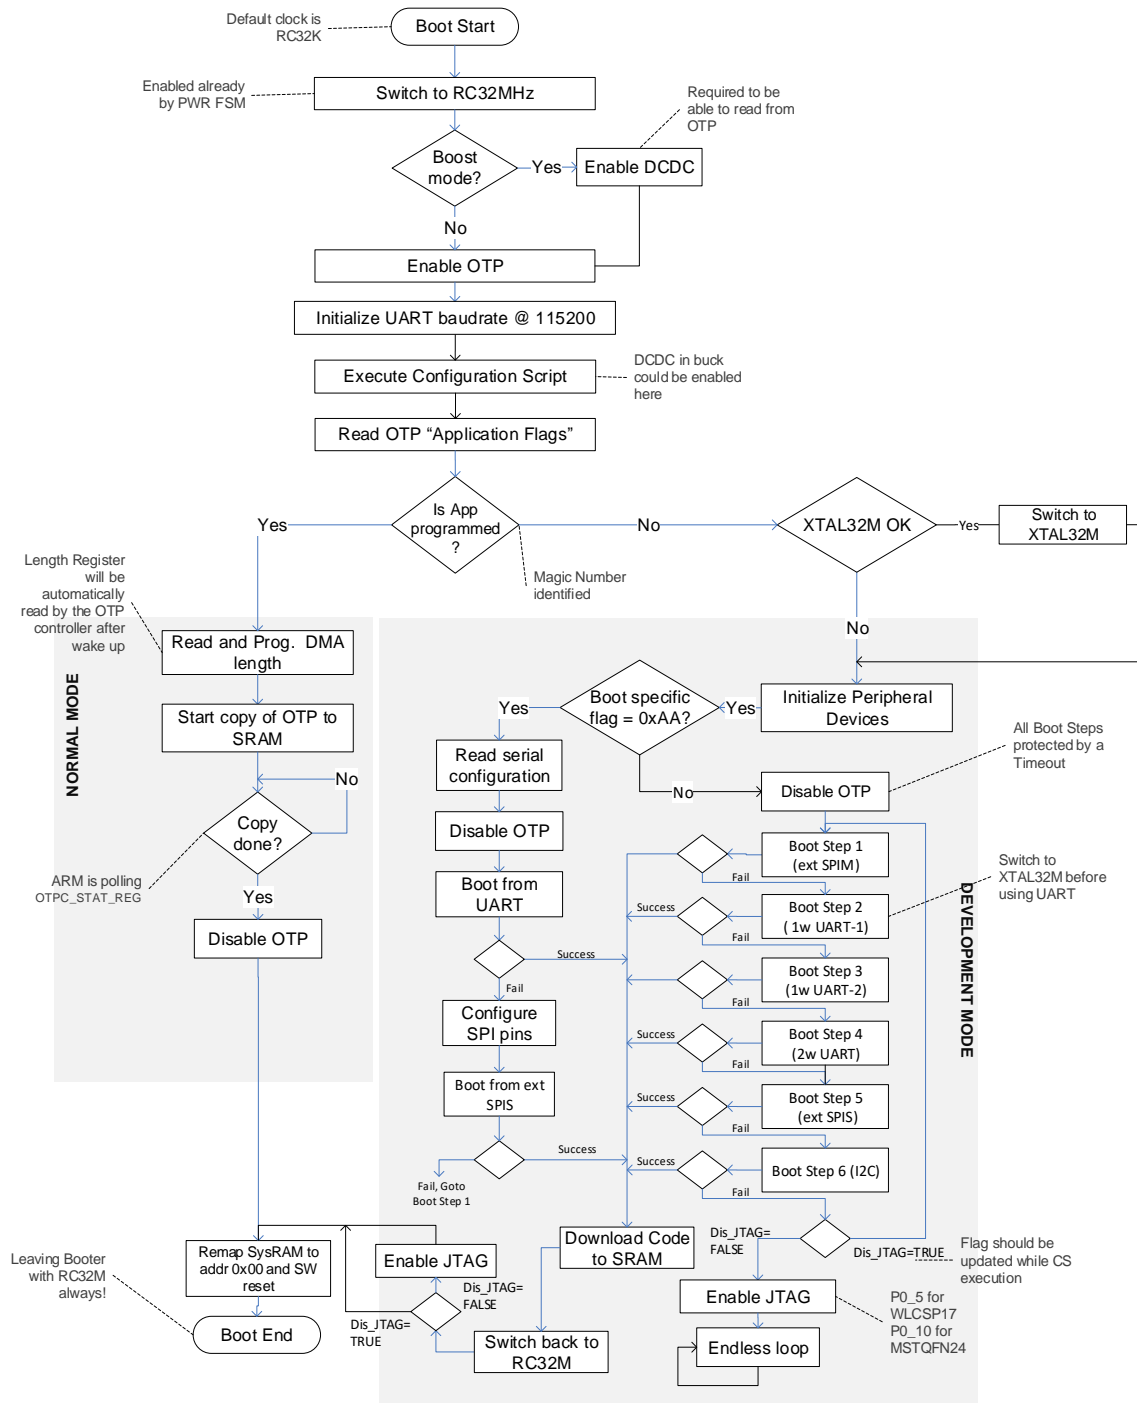 Default clock is
RC32K
Boot Start
Enabled already
by PWR FSM
Switch to RC32MHz
Required to be
able to read from
OTP
Boost
mode?
Yes
Enable DCDC
No
Enable OTP
Initialize UART baudrate @ 115200
Execute Configuration Script
DCDC in buck
could be enabled
here
Read OTP “Application Flags”
Is App
programmed
?
Yes
No
XTAL32M OK
Yes
Switch to
XTAL32M
Magic Number
identified
Length Register
will be
automatically
read by the OTP
controller after
wake up
No
NORMAL MODE
Read and Prog.  DMA
length
Start copy of OTP to
SRAM
No
Copy
done?
ARM is polling
OTPC_STAT_REG
Yes
Disable OTP
Boot specific
flag = 0xAA?
Yes
Yes
Initialize Peripheral
Devices
Read serial
configuration
No
Disable OTP
All Boot Steps
protected by a
Timeout
Disable OTP
Boot from
UART
Success
Fail
Configure
SPI pins
Boot from ext
SPIS
Success
Fail, Goto
Boot Step 1
Boot Step 1
(ext SPIM)
Fail
Success
Boot Step 2
( 1w UART-1)
Switch to
XTAL32M before
using UART
DEVELOPMENT MODE
Fail
Boot Step 3
(1w UART-2)
Fail
Success
Boot Step 4
(2w UART)
Fail
Success
Boot Step 5
(ext SPIS)
Fail
Success
Boot Step 6 (I2C)
Fail
Dis_JTAG=
FALSE
Dis_JTAG=TRUE
Flag should be
updated while CS
execution
Download Code
to SRAM
Enable JTAG
Dis_JTAG=
FALSE
Dis_JTAG=
TRUE
Switch back to
RC32M
Enable JTAG
P0_5 for
WLCSP17
P0_10 for
MSTQFN24
Endless loop
Leaving Booter
with RC32M
always!
Remap SysRAM to
addr 0x00 and SW
reset
Boot End